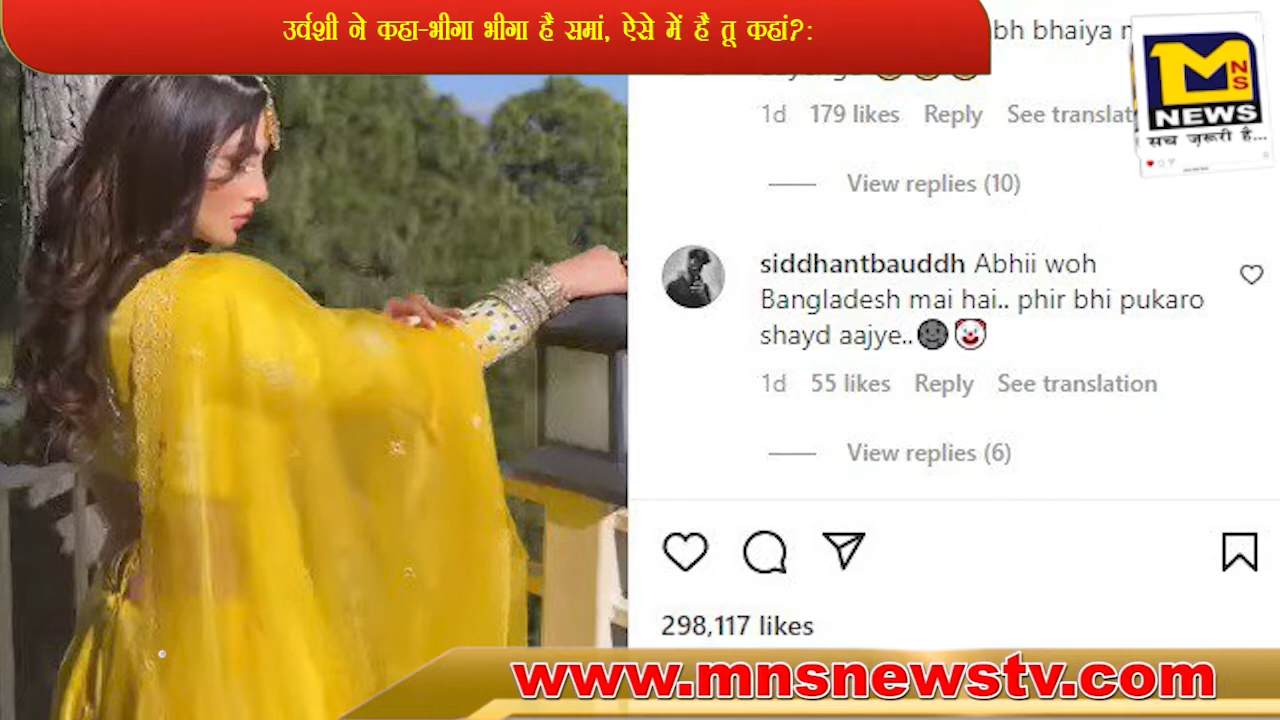 उर्वशी ने कहा-भीगा भीगा है समां, ऐसे में है तू कहां?:
bh bhaiya
1d 179 likes Reply See translat
View replies (10)
siddhantbauddh Abhii woh
Bangladesh mai hai.. phir bhi pukaro
shayd aajye..🌚🤡
1d 55 likes Reply See translation
View replies (6)
298,117 likes
MNS
NEWS
सच ज़रूरी है...
www.mnsnewstv.com